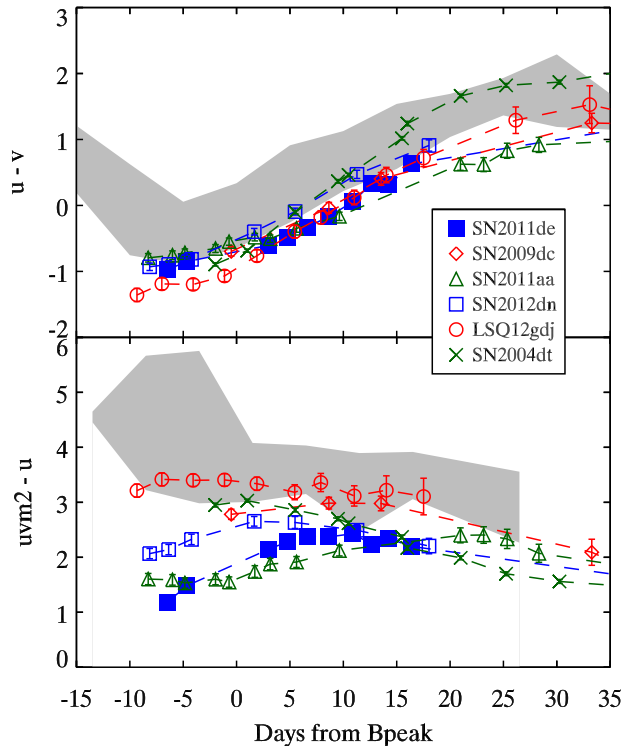 3
2
1
0
-1
-2
u - v
SN2011de
SN2009dc
SN2011aa
SN2012dn
LSQ12gdj
SN2004dt
6
5
4
3
2
1
0
uvm2 - u
-15 -10 -5 0 5 10 15 20 25 30 35
Days from Bpeak